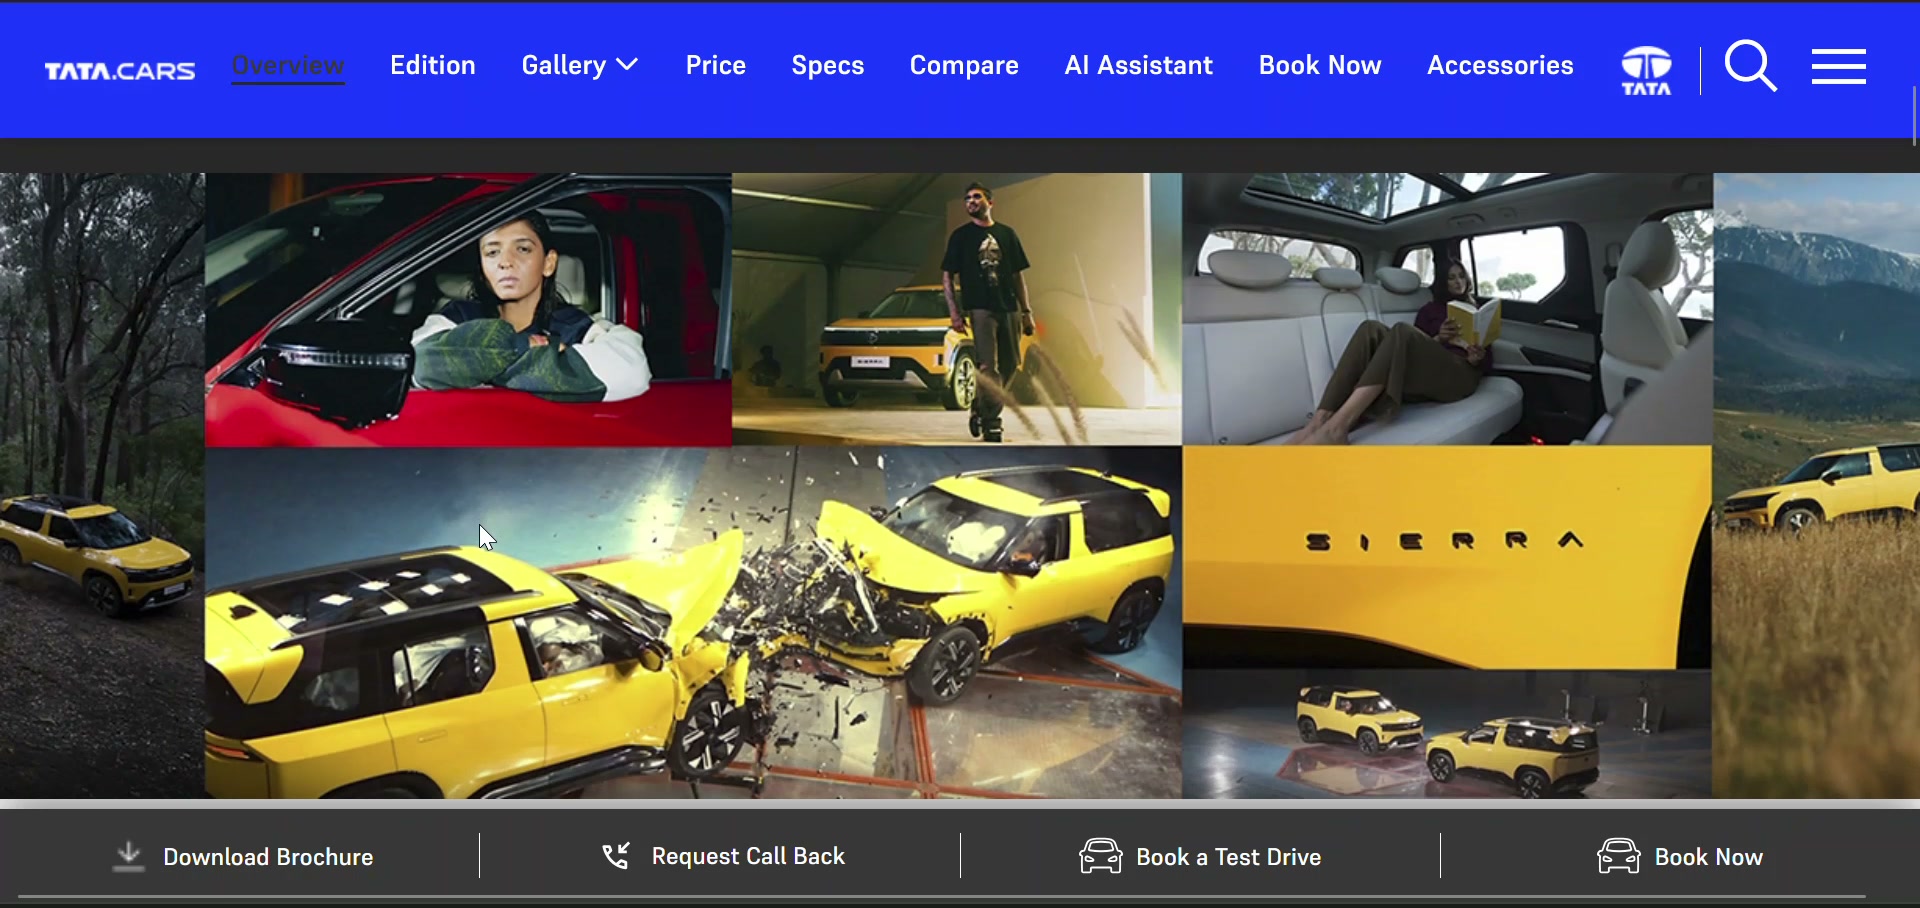 TATA.CARS
Overview
Edition
Gallery
Price
Specs
Compare
AI Assistant
Book Now
Accessories
TATA
SIERRA
SIERRA
Download Brochure
Request Call Back
Book a Test Drive
Book Now